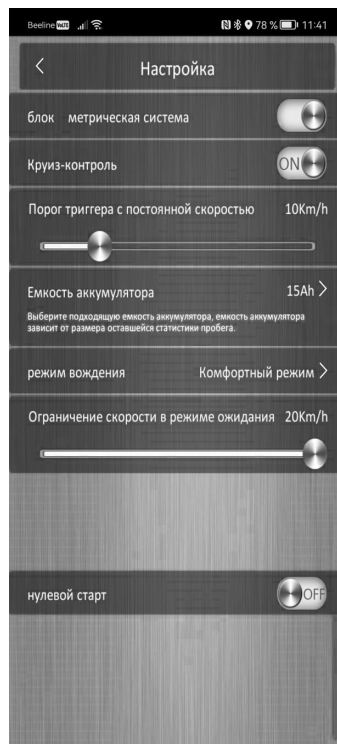 Beeline VoLTE 78 % 11:41
Настройка
блок метрическая система
Круиз-контроль ON
Порог триггера с постоянной скоростью 10Km/h
Емкость аккумулятора 15Ah
Выберите подходящую емкость аккумулятора, емкость аккумулятора
зависит от размера оставшейся статистики пробега.
режим вождения Комфортный режим
Ограничение скорости в режиме ожидания 20Km/h
нулевой старт OFF